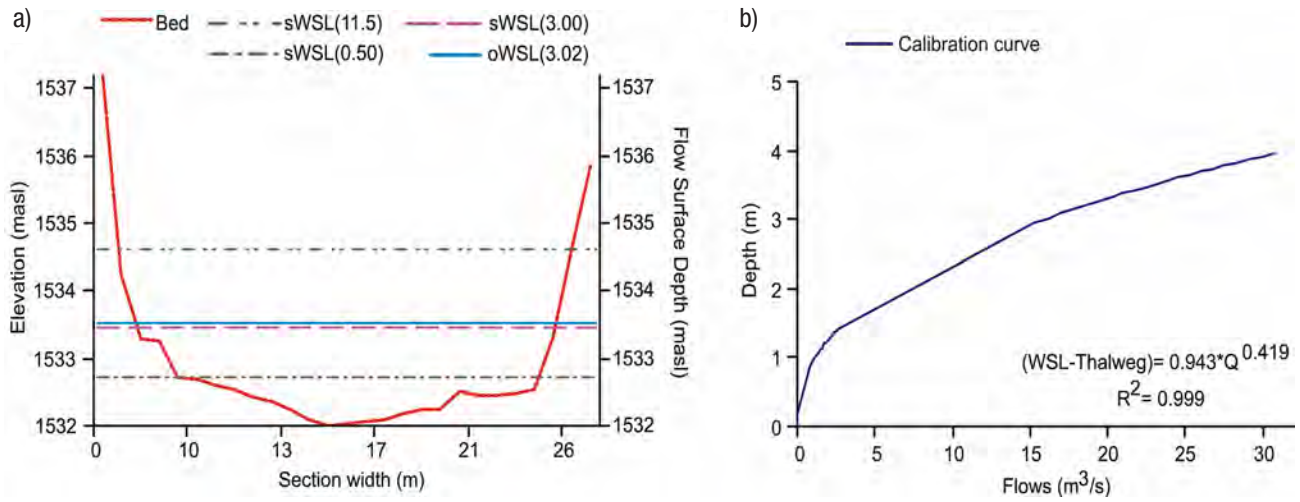 a)
Bed
sWSL(11.5)
sWSL(3.00)
sWSL(0.50)
oWSL(3.02)
1537
1536
1535
1534
1533
1532
Elevation (masl)
0
10
13
17
21
26
Section width (m)
1537
1536
1535
1534
1533
1532
Flow Surface Depth (masl)
b)
Calibration curve
5
4
3
2
1
0
Depth (m)
0
5
10
15
20
25
30
Flows (m³/s)
(WSL-Thalweg)= 0.943*Q^0.419
R²= 0.999